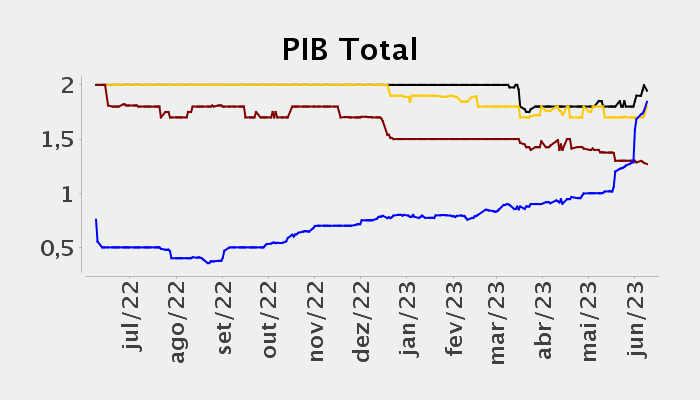 PIB Total
2
1,5
1
0,5
jul/22
ago/22
set/22
out/22
nov/22
dez/22
jan/23
fev/23
mar/23
abr/23
mai/23
jun/23